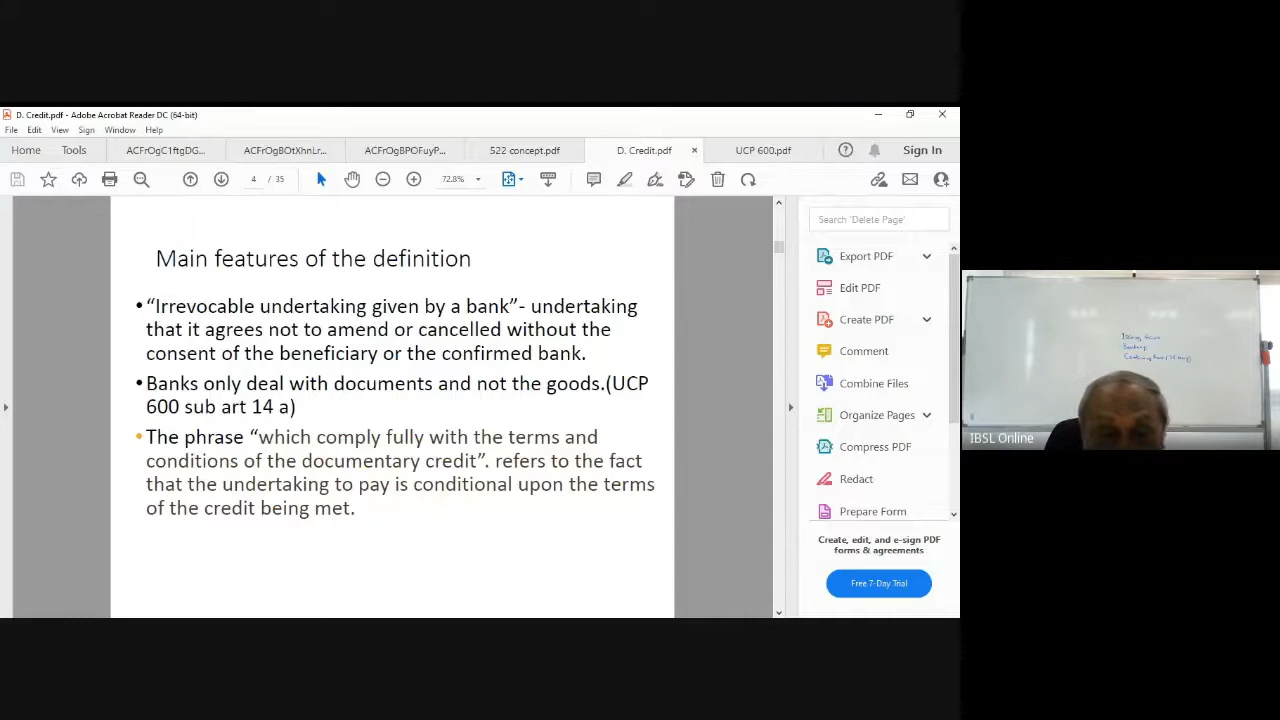 D. Credit.pdf - Adobe Acrobat Reader DC (64-bit)
File Edit View Sign Window Help
Home Tools ACFrOgC1ftgDG... ACFrOgBOtXhnLr... ACFrOgBPOFuyP... 522 concept.pdf D. Credit.pdf × UCP 600.pdf Sign In
4 / 35 72.8%
Main features of the definition
• “Irrevocable undertaking given by a bank”- undertaking
that it agrees not to amend or cancelled without the
consent of the beneficiary or the confirmed bank.
• Banks only deal with documents and not the goods.(UCP
600 sub art 14 a)
• The phrase “which comply fully with the terms and
conditions of the documentary credit”. refers to the fact
that the undertaking to pay is conditional upon the terms
of the credit being met.
Search 'Delete Page'
Export PDF
Edit PDF
Create PDF
Comment
Combine Files
Organize Pages
Compress PDF
Redact
Prepare Form
Create, edit, and e-sign PDF
forms & agreements
Free 7-Day Trial
IBSL Online